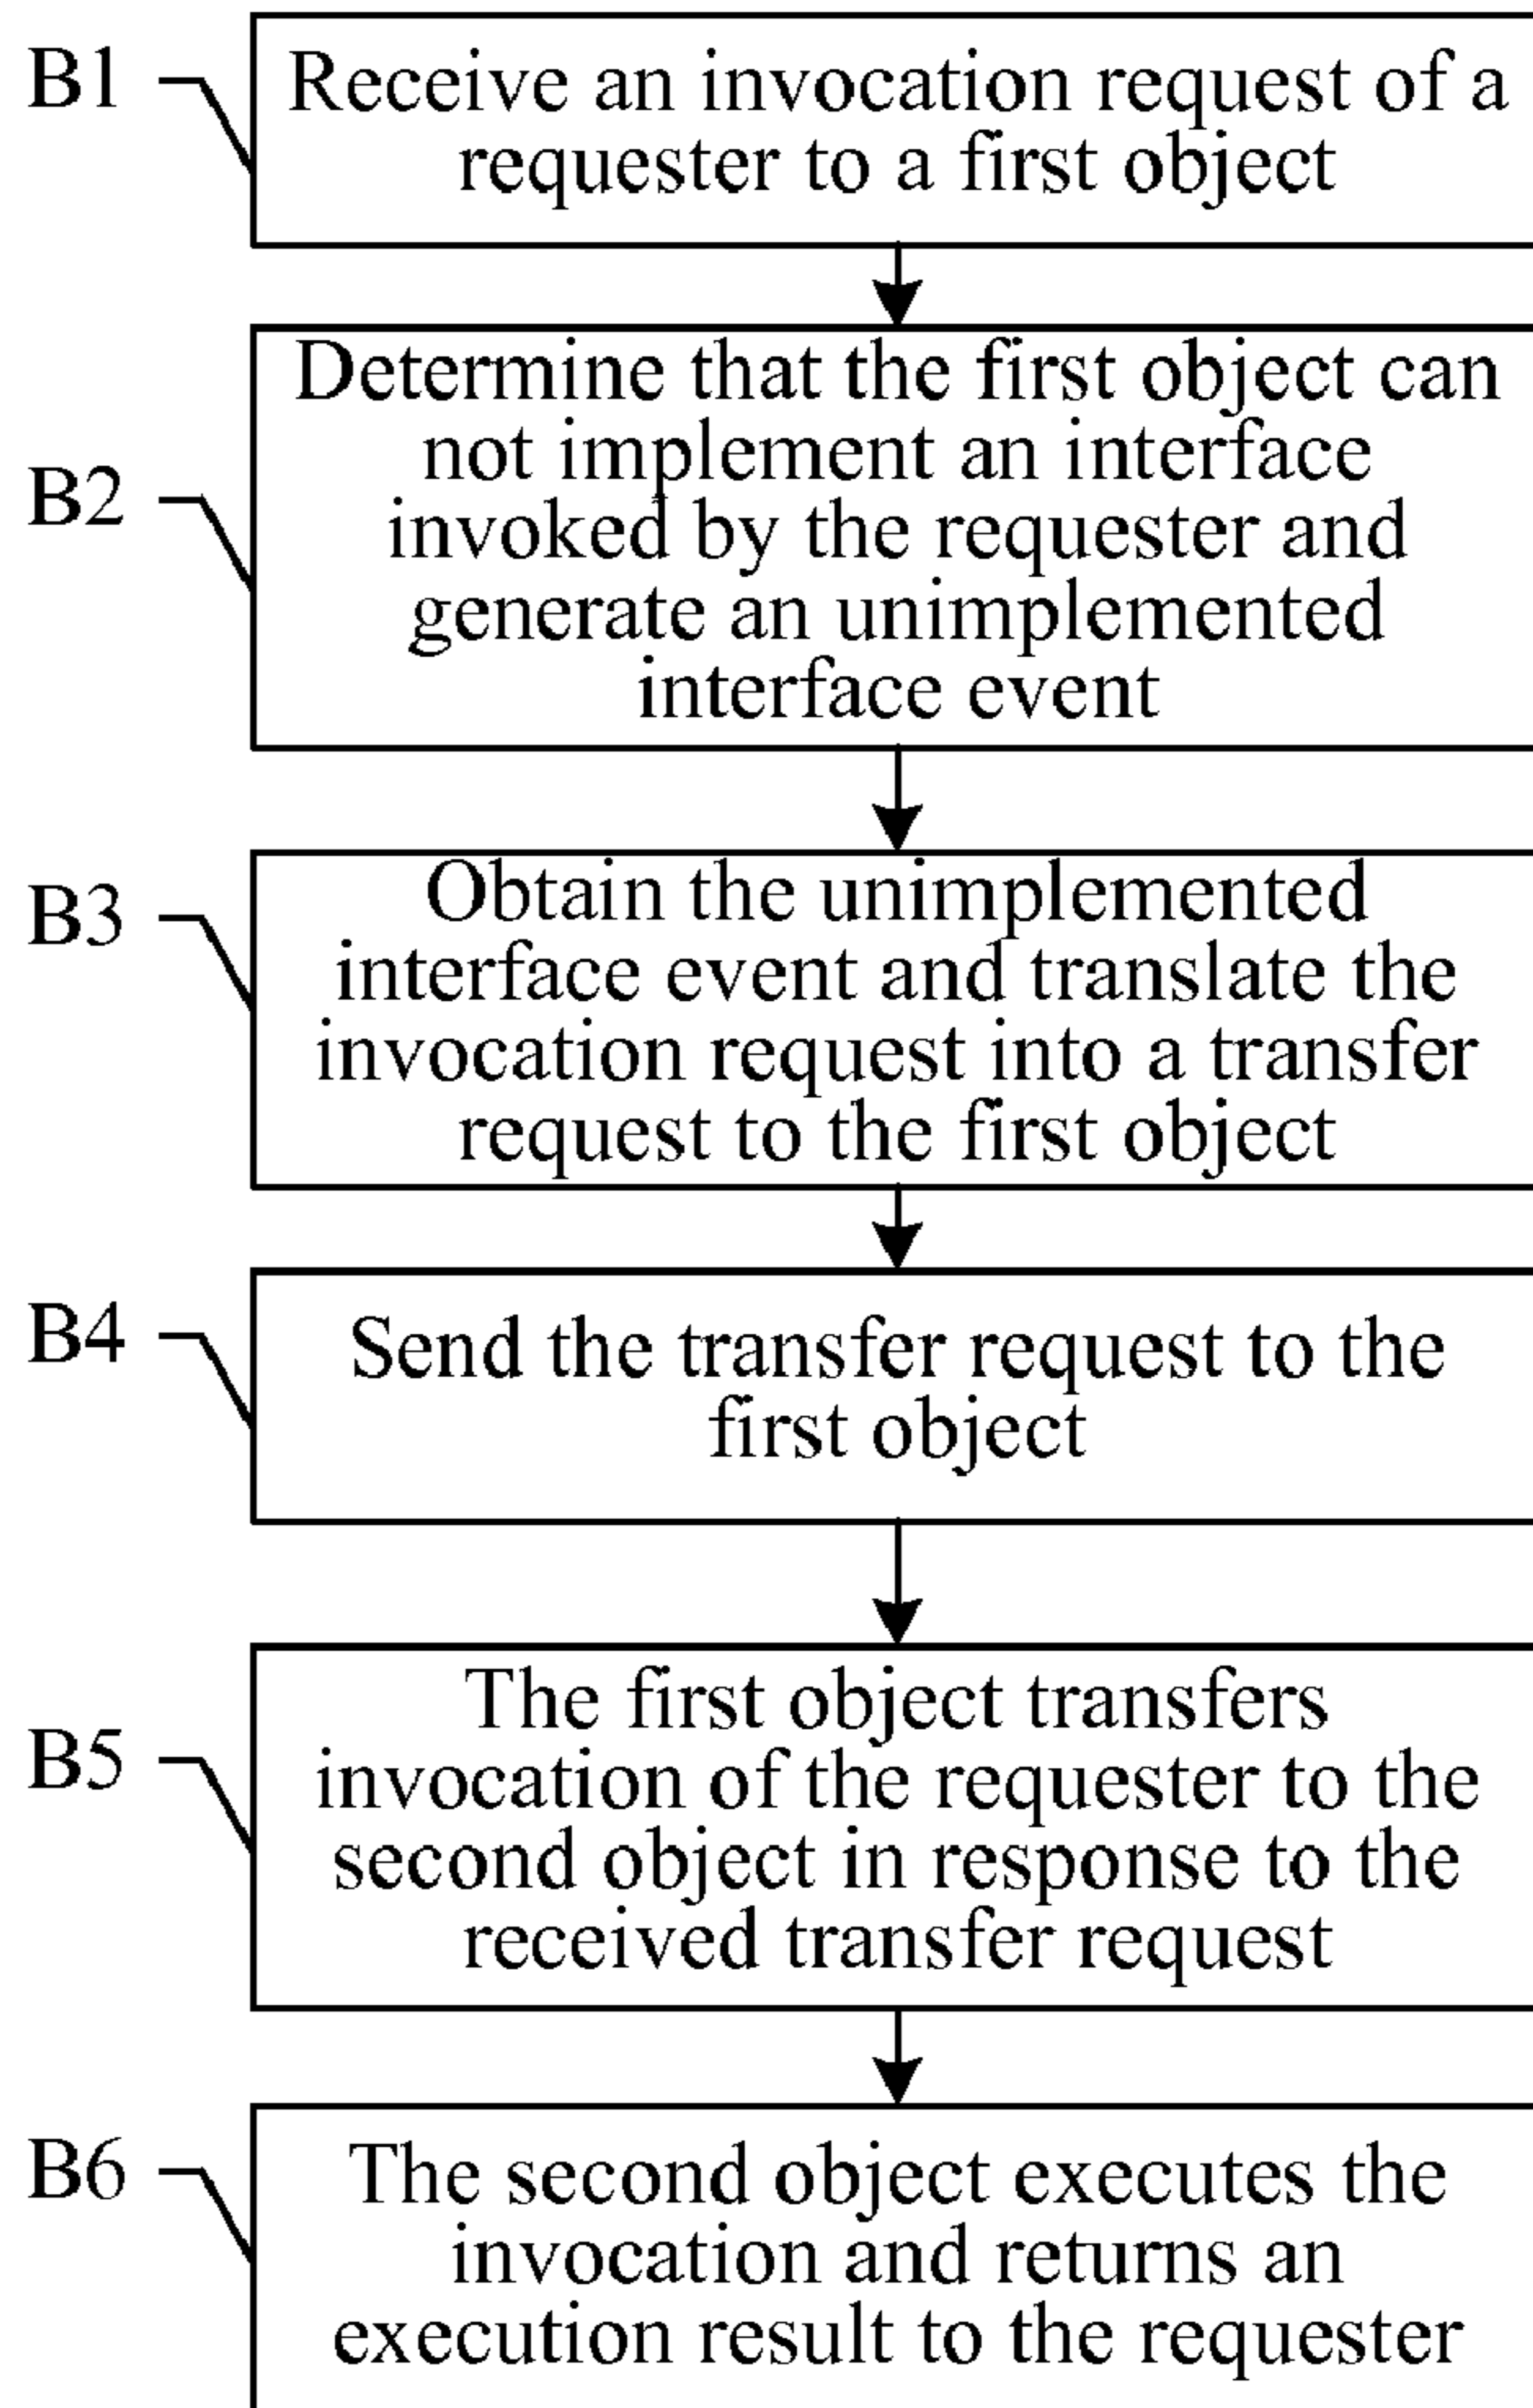 B1
Receive an invocation request of a
requester to a first object
B2
Determine that the first object can
not implement an interface
invoked by the requester and
generate an unimplemented
interface event
B3
Obtain the unimplemented
interface event and translate the
invocation request into a transfer
request to the first object
B4
Send the transfer request to the
first object
B5
The first object transfers
invocation of the requester to the
second object in response to the
received transfer request
B6
The second object executes the
invocation and returns an
execution result to the requester